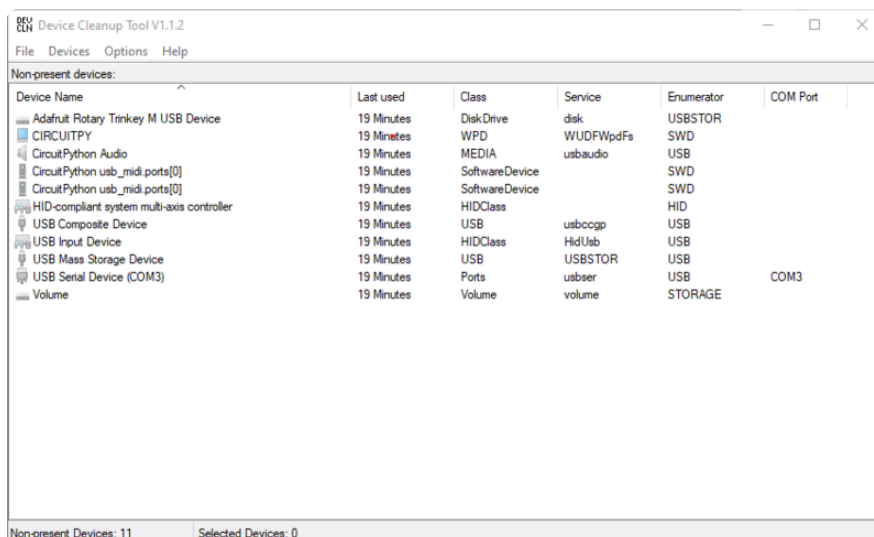 DEV CLN Device Cleanup Tool V1.1.2
File Devices Options Help
Non-present devices:
Device Name Last used Class Service Enumerator COM Port
Adafruit Rotary Trinkey M USB Device 19 Minutes DiskDrive disk USBSTOR
CIRCUITPY 19 Minutes WPD WUDFWpdFs SWD
CircuitPython Audio 19 Minutes MEDIA usbaudio USB
CircuitPython usb_midi.ports[0] 19 Minutes SoftwareDevice SWD
CircuitPython usb_midi.ports[0] 19 Minutes SoftwareDevice SWD
HID-compliant system multi-axis controller 19 Minutes HIDClass HID
USB Composite Device 19 Minutes USB usbccgp USB
USB Input Device 19 Minutes HIDClass HidUsb USB
USB Mass Storage Device 19 Minutes USB USBSTOR USB
USB Serial Device (COM3) 19 Minutes Ports usbser USB COM3
Volume 19 Minutes Volume volume STORAGE
Non-present Devices: 11 Selected Devices: 0